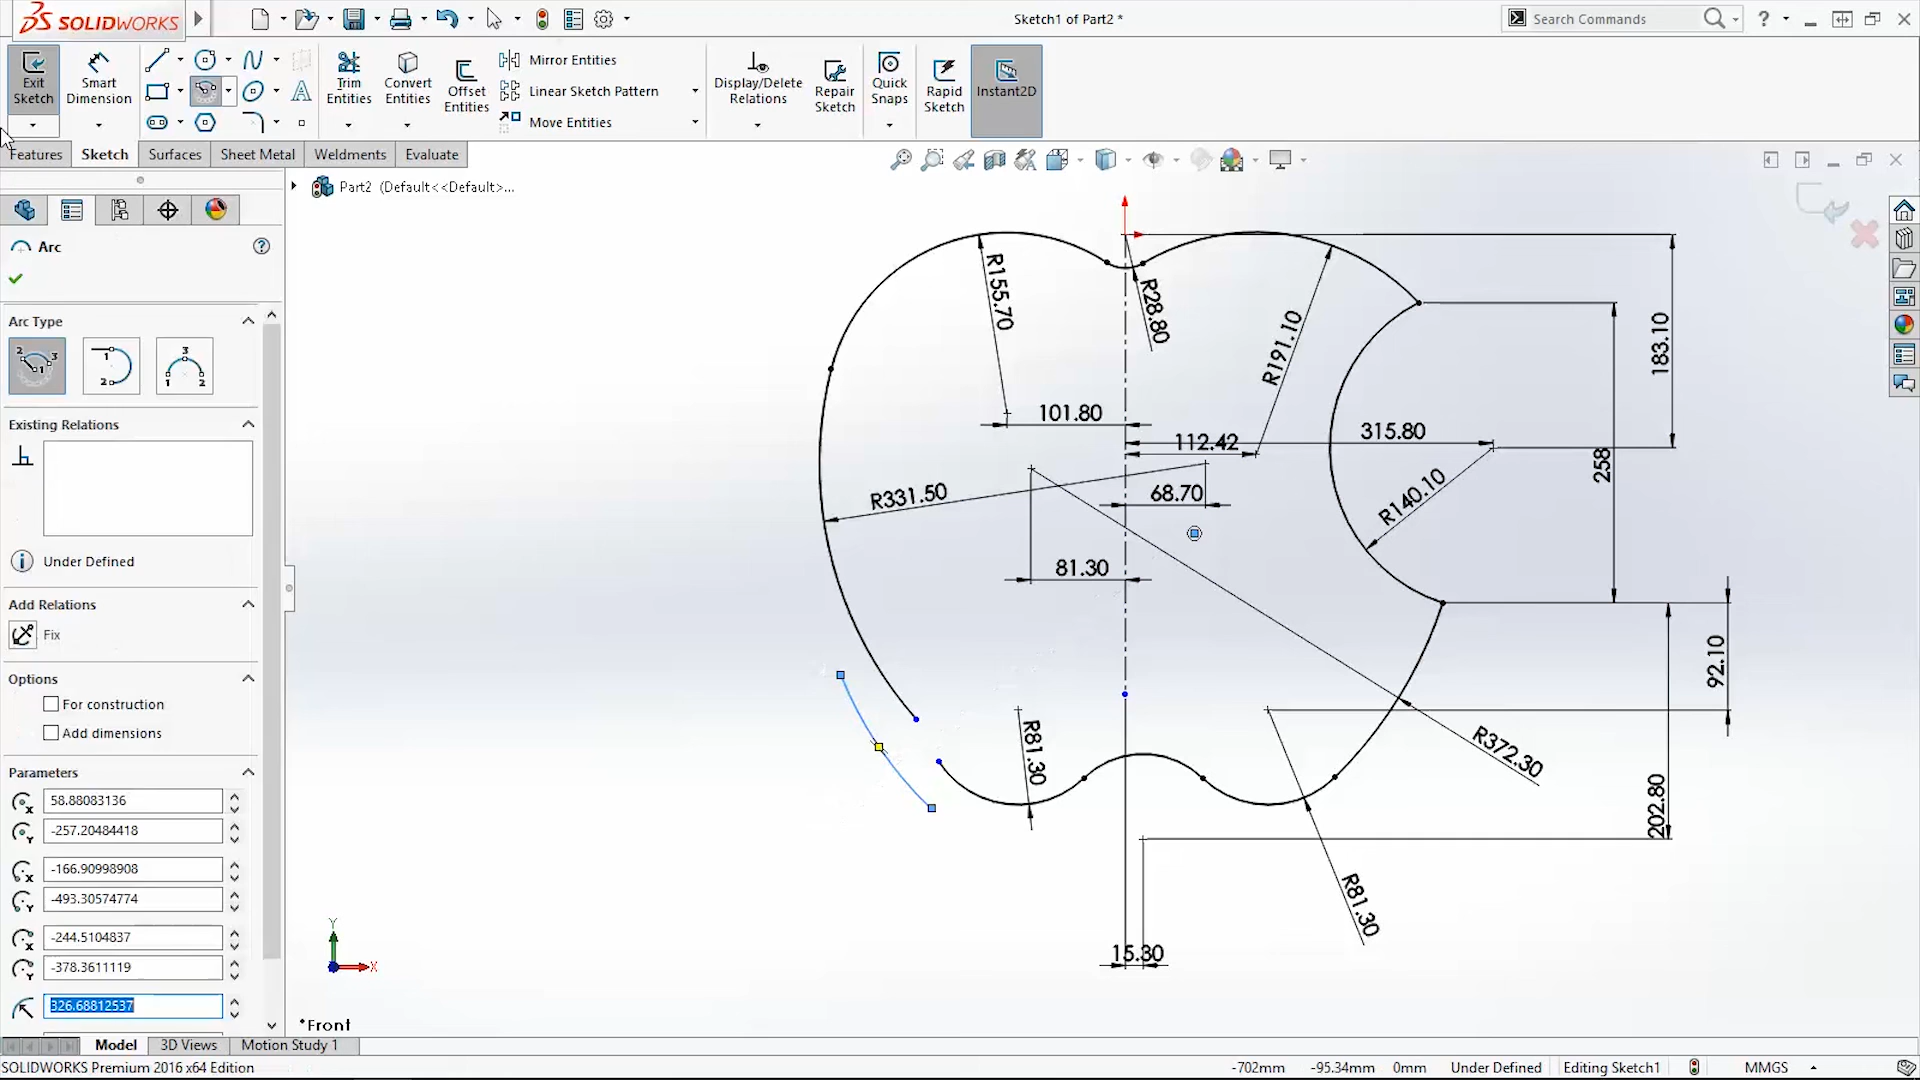 SOLIDWORKS
Sketch1 of Part2 *
Search Commands
?
Exit Sketch
Smart Dimension
Trim Entities
Convert Entities
Offset Entities
Mirror Entities
Linear Sketch Pattern
Move Entities
Display/Delete Relations
Repair Sketch
Quick Snaps
Rapid Sketch
Instant2D
Features
Sketch
Surfaces
Sheet Metal
Weldments
Evaluate
Part2 (Default<<Default>...
Arc
Arc Type
Existing Relations
Under Defined
Add Relations
Fix
Options
For construction
Add dimensions
Parameters
58.88083136
-257.20484418
-166.90998908
-493.30574774
-244.5104837
-378.3611119
326.68812537
R155.70
R28.80
R191.10
183.10
101.80
112.42
315.80
258
R140.10
R331.50
68.70
81.30
92.10
R81.30
R372.30
202.80
R81.30
15.30
Y
X
*Front
Model
3D Views
Motion Study 1
SOLIDWORKS Premium 2016 x64 Edition
-702mm
-95.34mm
0mm
Under Defined
Editing Sketch1
MMGS